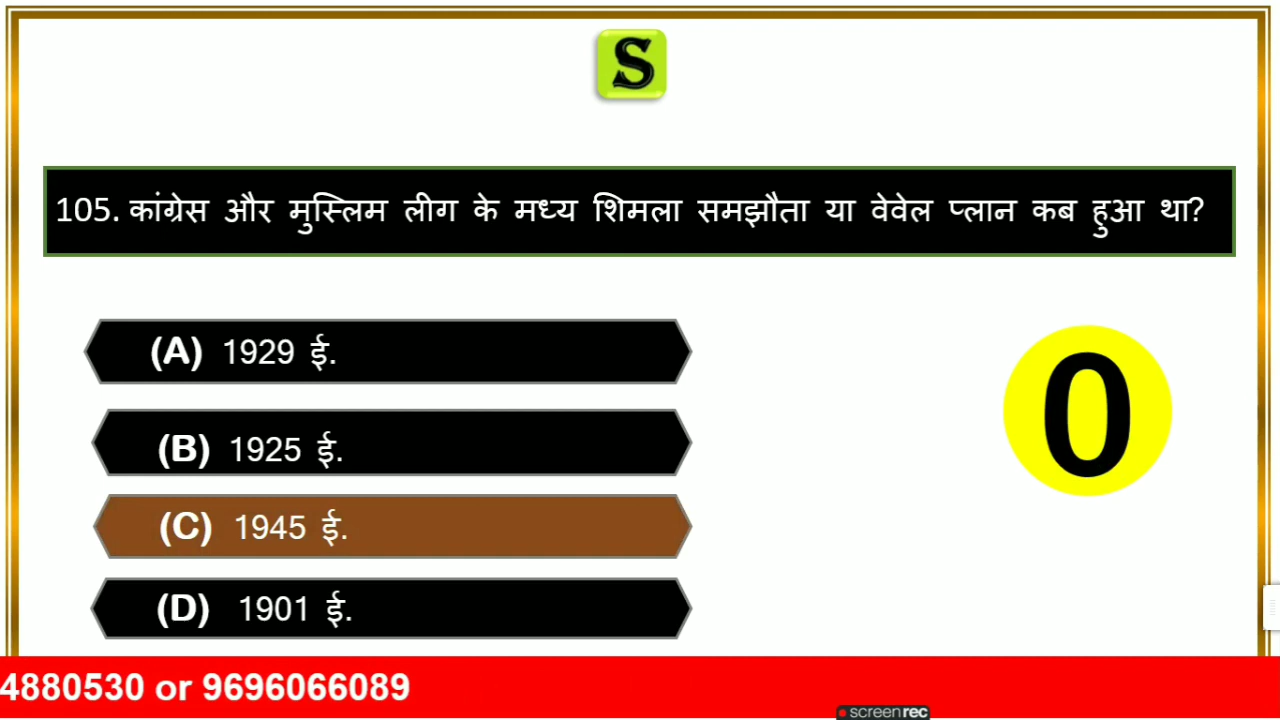 S
105. कांग्रेस और मुस्लिम लीग के मध्य शिमला समझौता या वेवेल प्लान कब हुआ था?
(A) 1929 ई.
0
(B) 1925 ई.
(C) 1945 ई.
(D) 1901 ई.
4880530 or 9696066089
screenrec